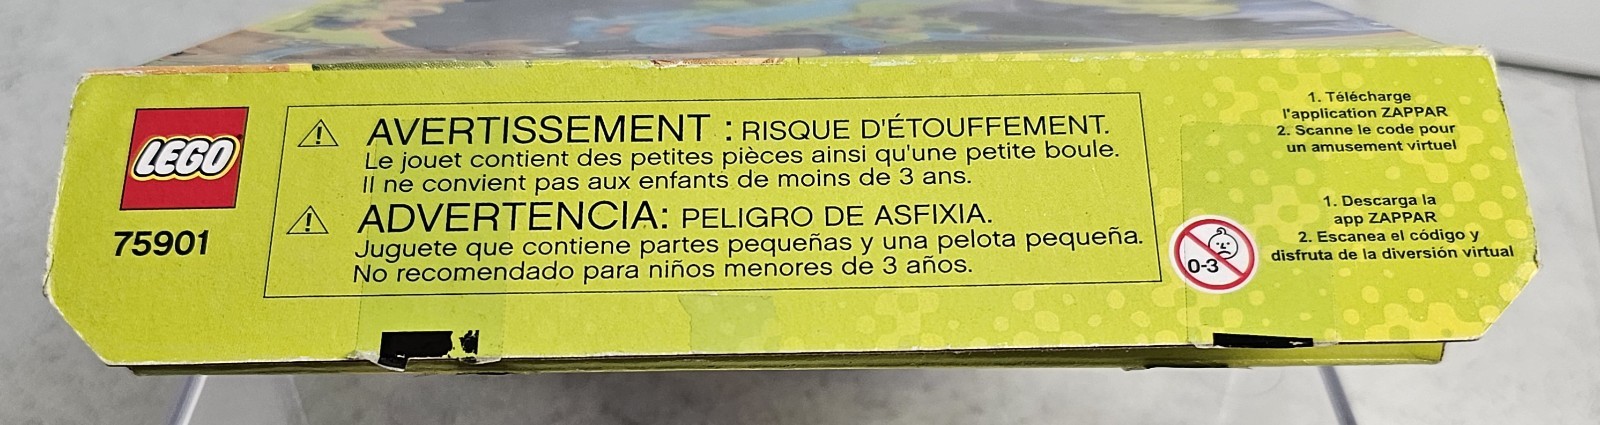 LEGO
75901
AVERTISSEMENT : RISQUE D'ÉTOUFFEMENT.
Le jouet contient des petites pièces ainsi qu'une petite boule.
Il ne convient pas aux enfants de moins de 3 ans.
ADVERTENCIA: PELIGRO DE ASFIXIA.
Juguete que contiene partes pequeñas y una pelota pequeña.
No recomendado para niños menores de 3 años.
0-3
1. Télécharge
l'application ZAPPAR
2. Scanne le code pour
un amusement virtuel
1. Descarga la
app ZAPPAR
2. Escanea el código y
disfruta de la diversión virtual